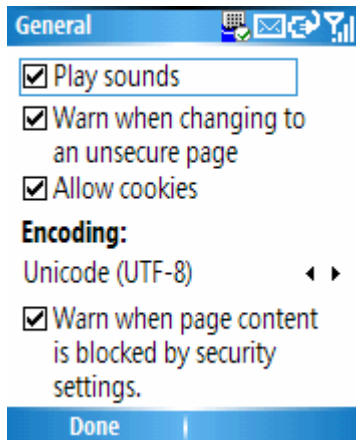 General
Play sounds
Warn when changing to
an unsecure page
Allow cookies
Encoding:
Unicode (UTF-8)
Warn when page content
is blocked by security
settings.
Done